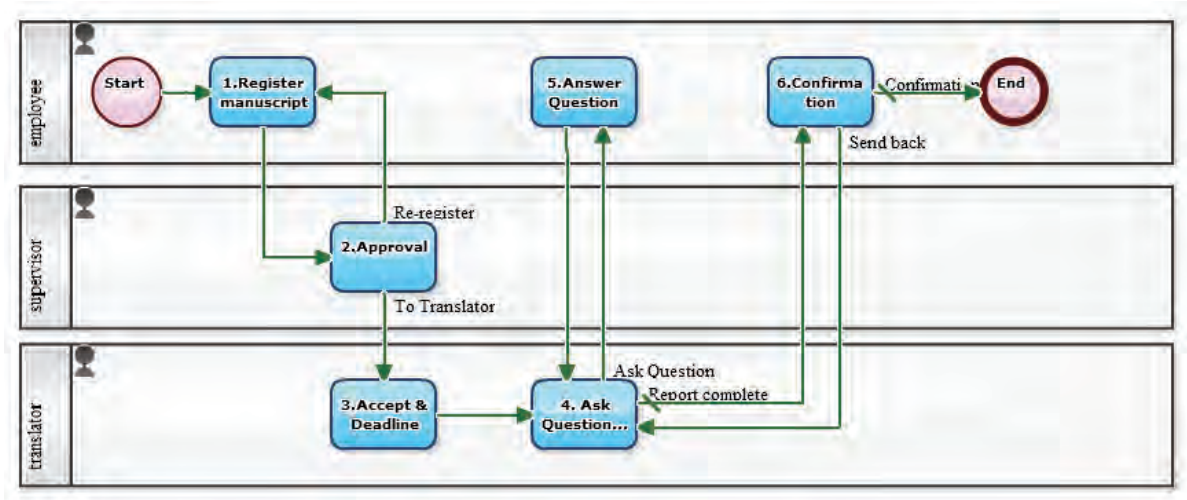 employee
Start
1.Register
manuscript
5.Answer
Question
6.Confirma
tion
Confirmati n
End
Send back
supervisor
Re-register
2.Approval
To Translator
translator
3.Accept &
Deadline
4. Ask
Question...
Ask Question
Report complete